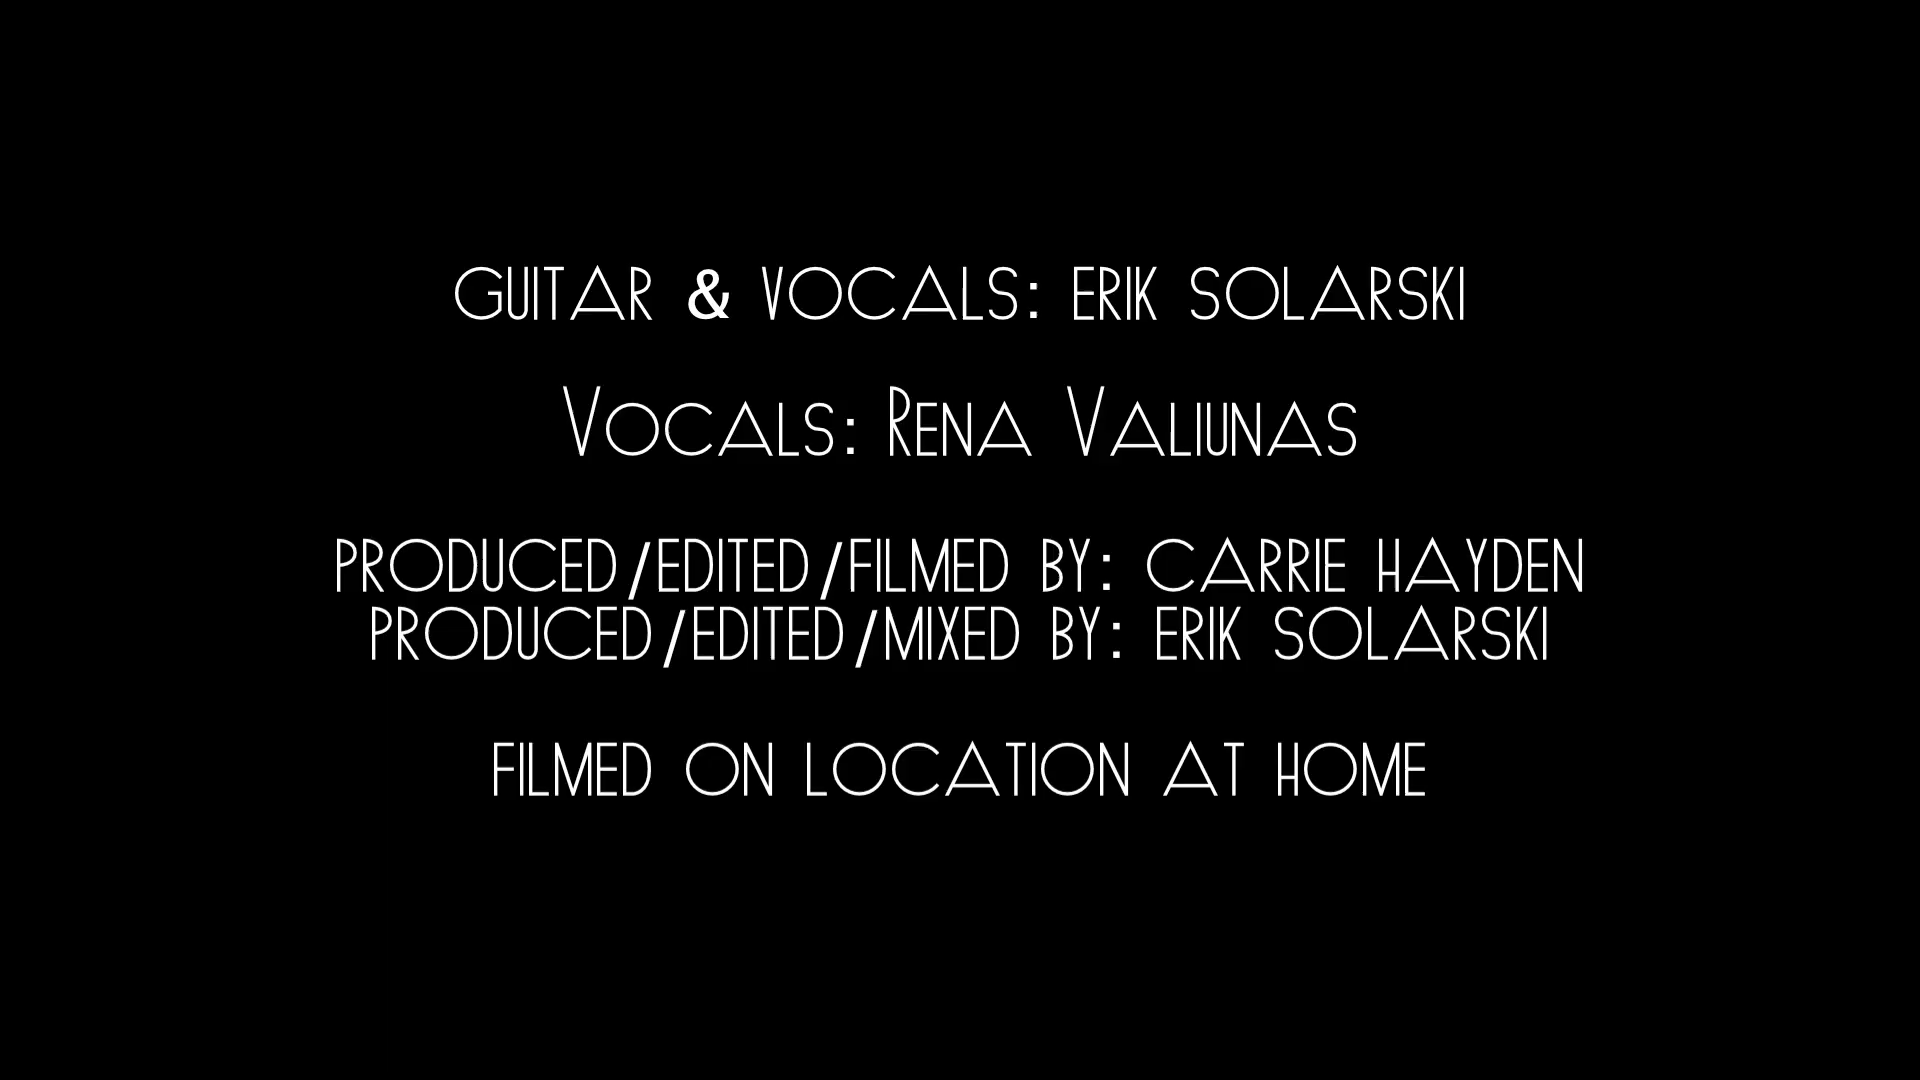 GUITAR & VOCALS: ERIK SOLARSKI
VOCALS: RENA VALIUNAS
PRODUCED/EDITED/FILMED BY: CARRIE HAYDEN
PRODUCED/EDITED/MIXED BY: ERIK SOLARSKI
FILMED ON LOCATION AT HOME